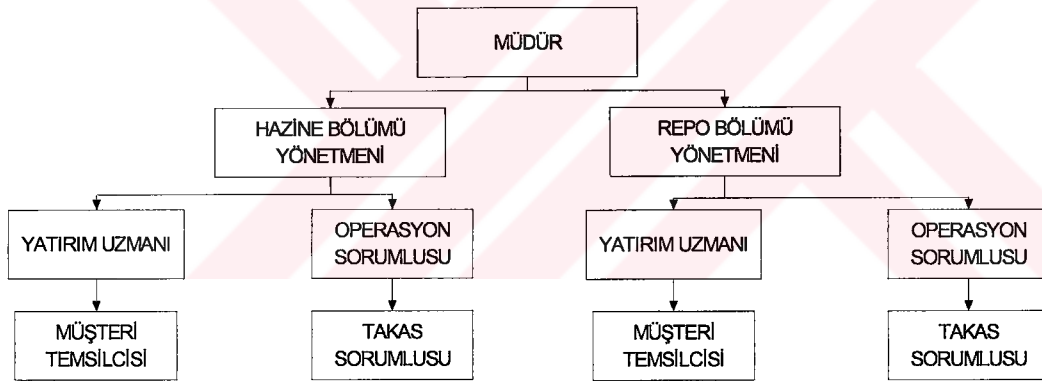 MÜDÜR
HAZİNE BÖLÜMÜ
YÖNETMENİ
REPO BÖLÜMÜ
YÖNETMENİ
YATIRIM UZMANI
OPERASYON
SORUMLUSU
YATIRIM UZMANI
OPERASYON
SORUMLUSU
MÜŞTERİ
TEMSİLCİSİ
TAKAS
SORUMLUSU
MÜŞTERİ
TEMSİLCİSİ
TAKAS
SORUMLUSU